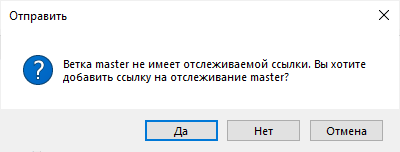 Отправить
Ветка master не имеет отслеживаемой ссылки. Вы хотите
добавить ссылку на отслеживание master?
Да
Нет
Отмена